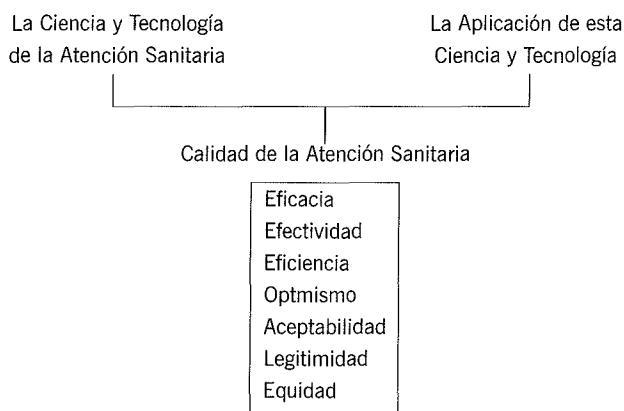 La Ciencia y Tecnología
de la Atención Sanitaria
La Aplicación de esta
Ciencia y Tecnología
Calidad de la Atención Sanitaria
Eficacia
Efectividad
Eficiencia
Optmismo
Aceptabilidad
Legitimidad
Equidad